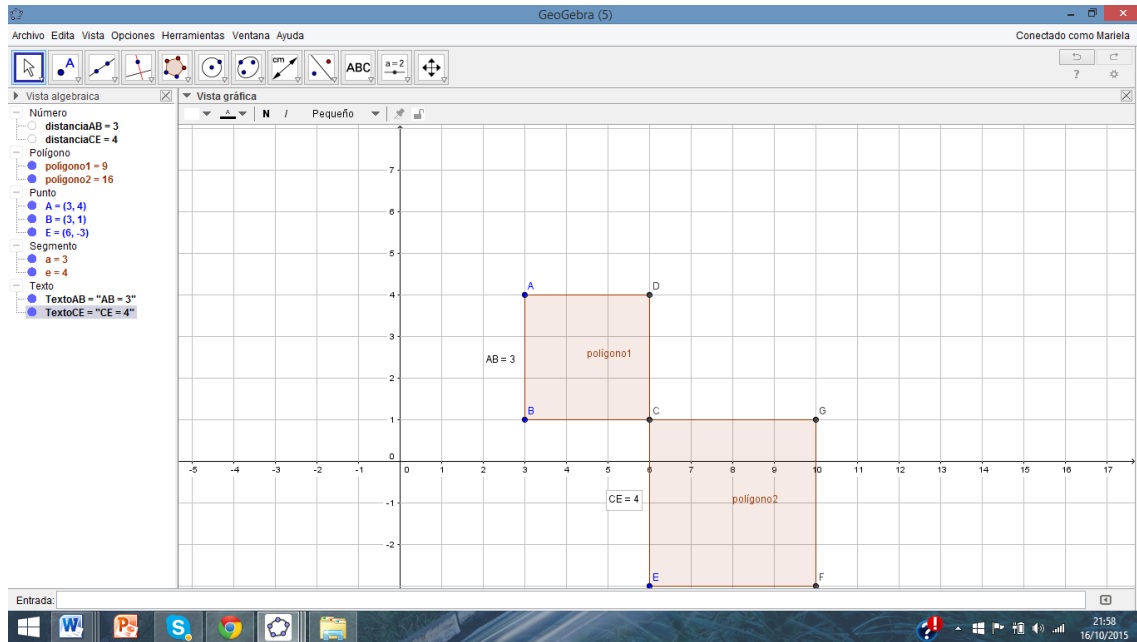 GeoGebra (5)
Archivo Edita Vista Opciones Herramientas Ventana Ayuda
Conectado como Mariela
A
cm
ABC
a = 2
?
Vista algebraica
Vista gráfica
N I Pequeño
Número
distanciaAB = 3
distanciaCE = 4
Polígono
polígono1 = 9
polígono2 = 16
Punto
A = (3, 4)
B = (3, 1)
E = (6, -3)
Segmento
a = 3
e = 4
Texto
TextoAB = "AB = 3"
TextoCE = "CE = 4"
7
6
5
A D
4
3
AB = 3 polígono1
2
B C G
1
0
-5 -4 -3 -2 -1 0 1 2 3 4 5 6 7 8 9 10 11 12 13 14 15 16 17
CE = 4 polígono2
-1
-2
E F
Entrada:
21:58
16/10/2015